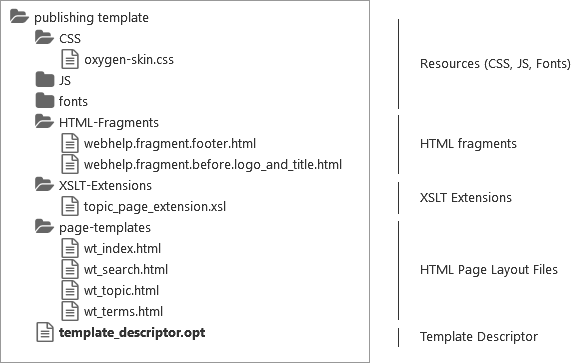 publishing template
CSS
oxygen-skin.css
JS
fonts
Resources (CSS, JS, Fonts)
HTML-Fragments
webhelp.fragment.footer.html
webhelp.fragment.before.logo_and_title.html
HTML fragments
XSLT-Extensions
topic_page_extension.xsl
XSLT Extensions
page-templates
wt_index.html
wt_search.html
wt_topic.html
wt_terms.html
HTML Page Layout Files
template_descriptor.opt
Template Descriptor